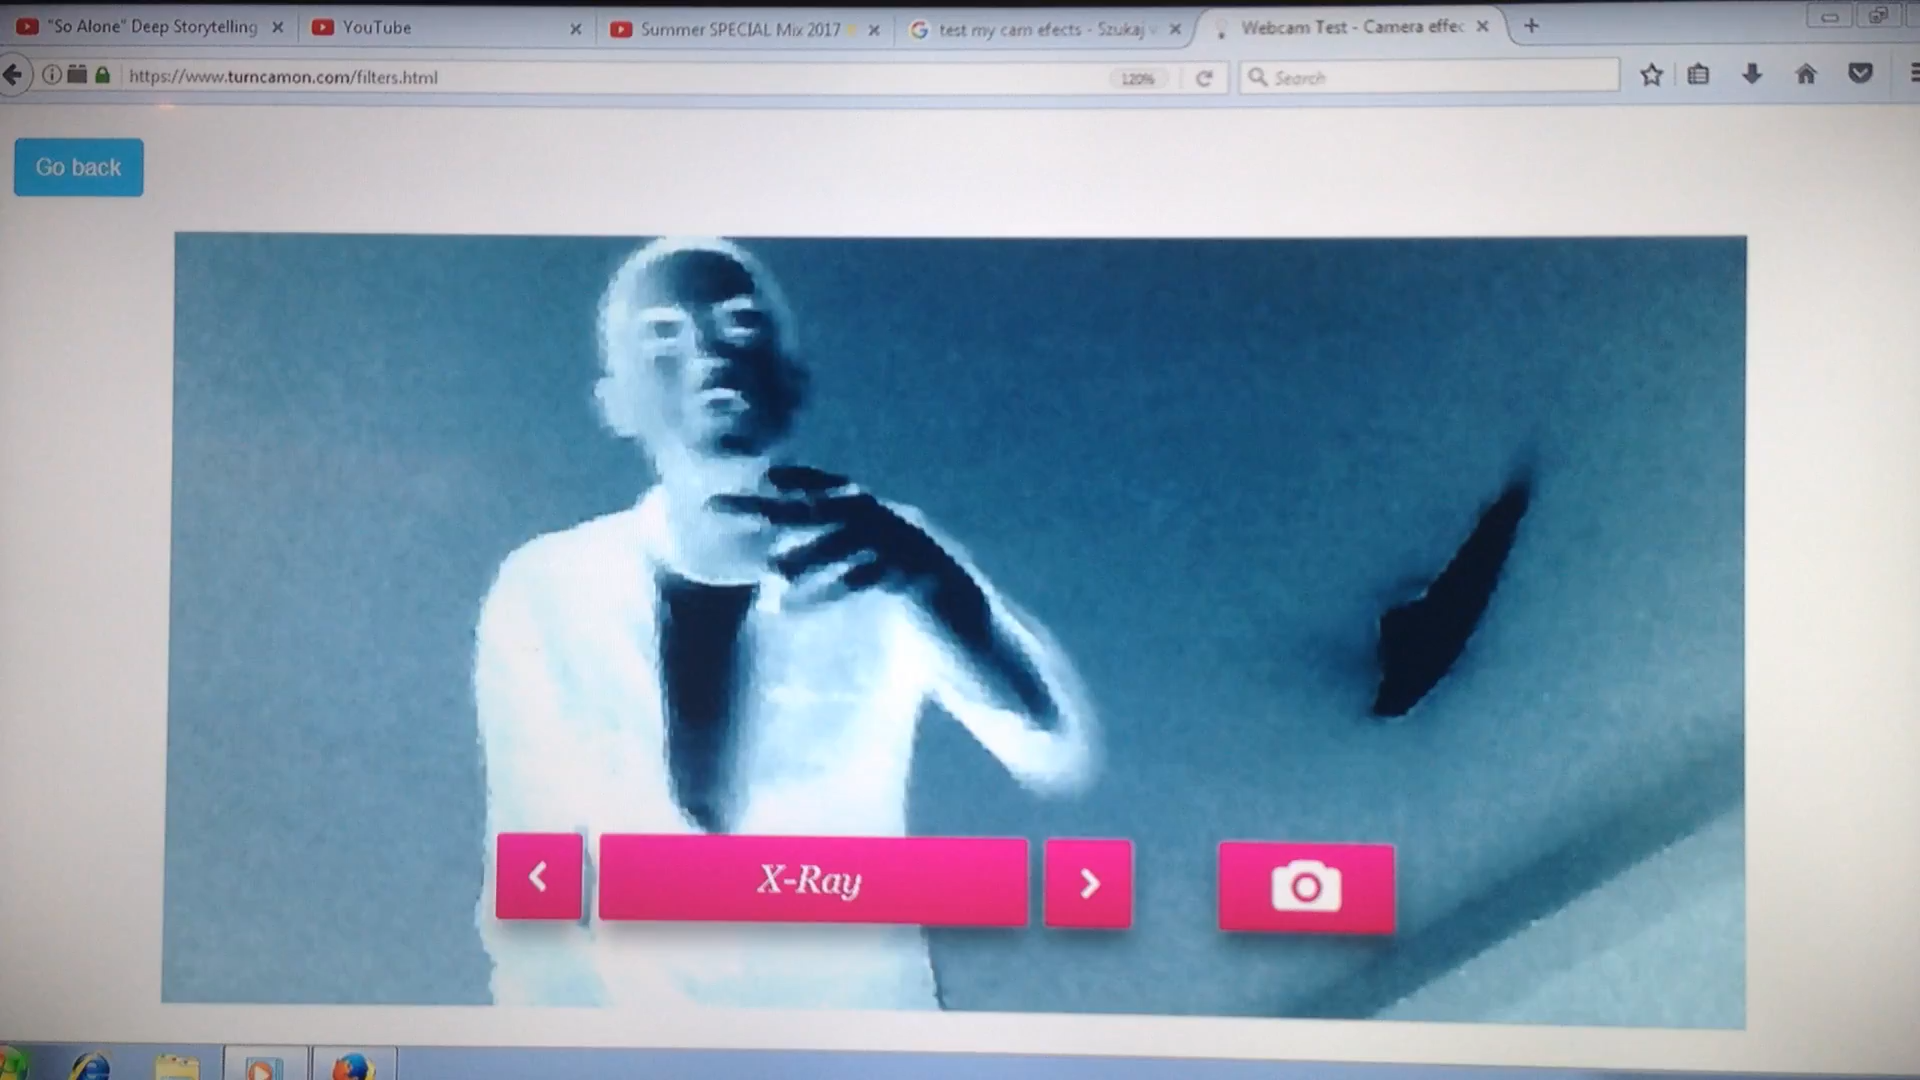 "So Alone" Deep Storytelling
YouTube
Summer SPECIAL Mix 2017
test my cam efects - Szukaj w
Webcam Test - Camera effec
https://www.turncamon.com/filters.html
120%
Search
Go back
X-Ray